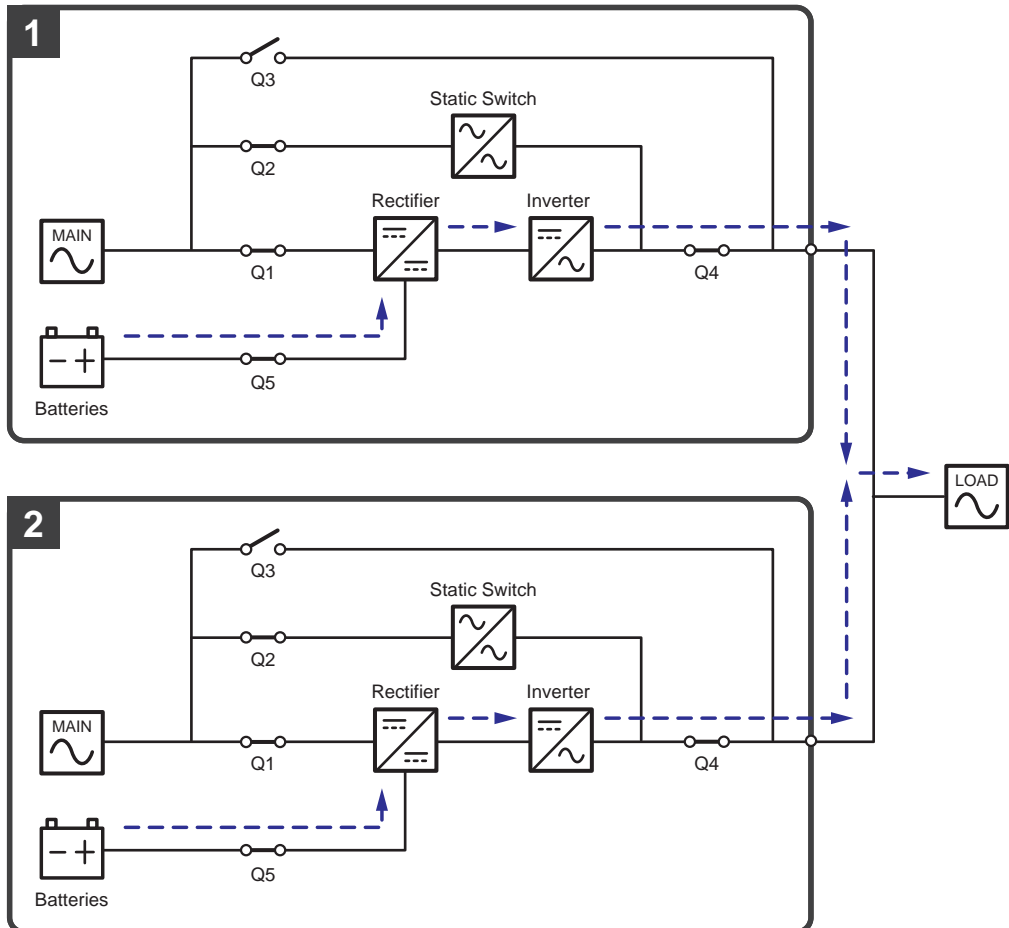 1
Q3
Static Switch
Q2
Rectifier
Inverter
MAIN
Q1
Q4
Q5
Batteries
LOAD
2
Q3
Static Switch
Q2
Rectifier
Inverter
MAIN
Q1
Q4
Q5
Batteries